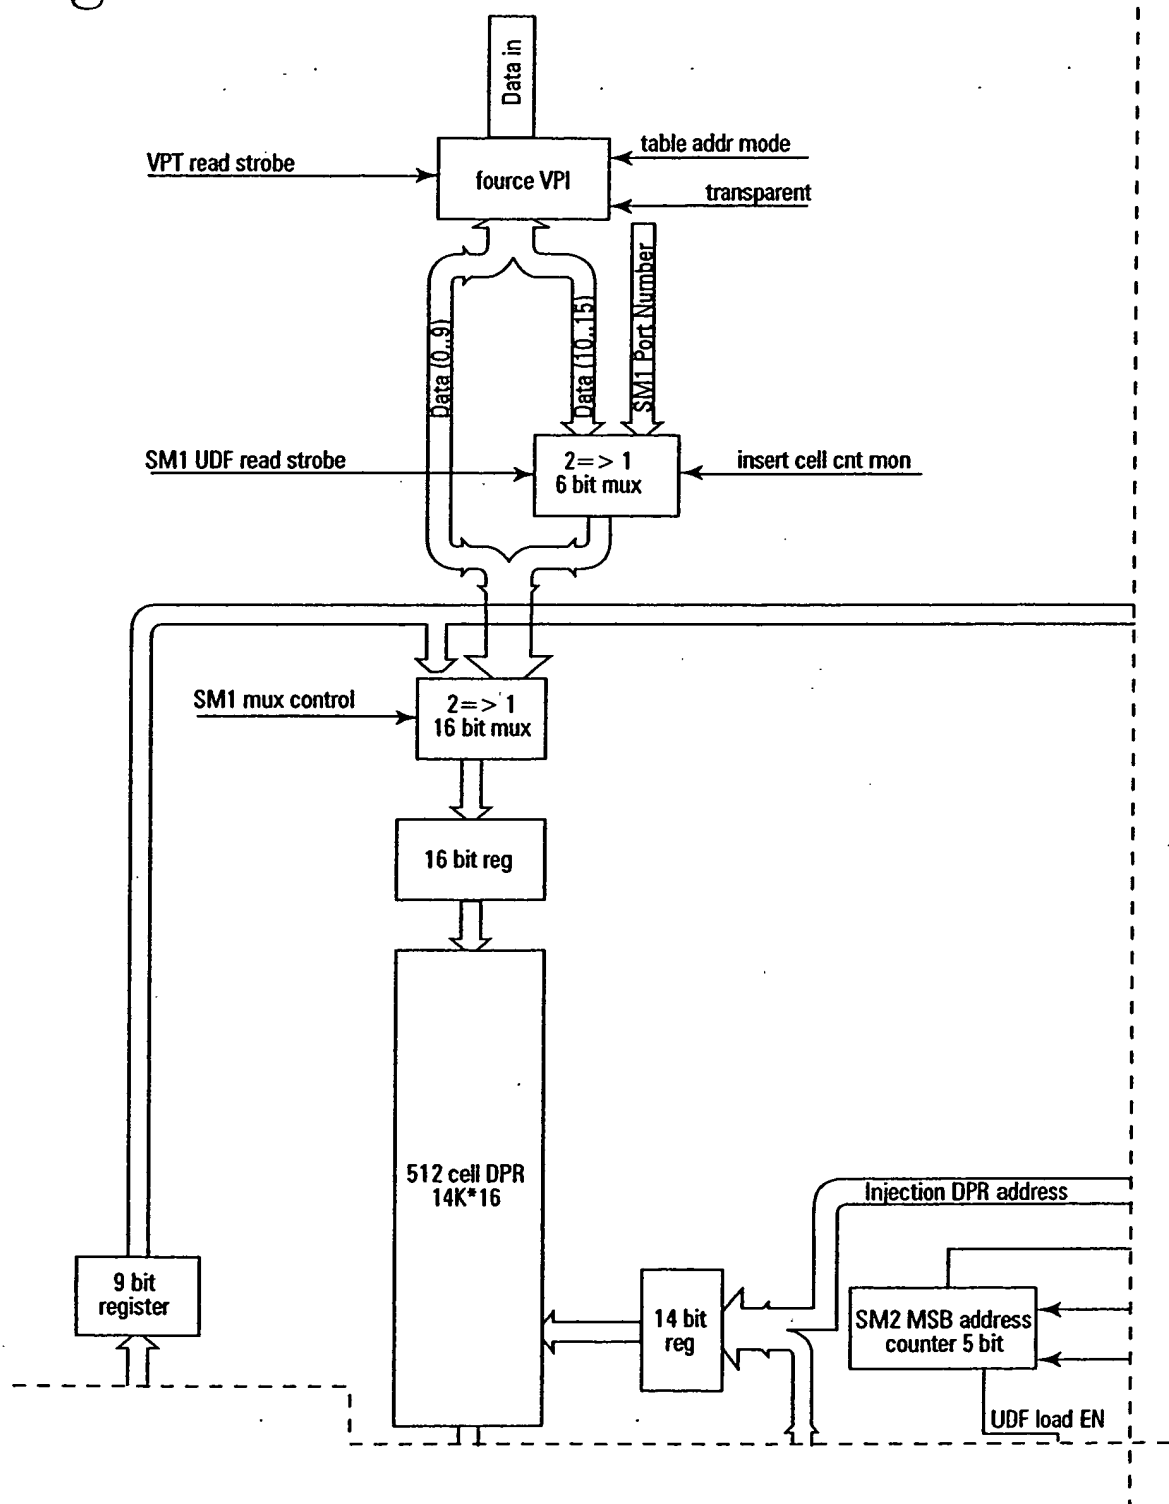 Data in
table addr mode
VPT read strobe
fource VPI
transparent
SM1 Port Number
Data (0..9)
Data (10..15)
SM1 UDF read strobe
2=> 1
6 bit mux
insert cell cnt mon
SM1 mux control
2=> 1
16 bit mux
16 bit reg
512 cell DPR
14K*16
Injection DPR address
9 bit
register
14 bit
reg
SM2 MSB address
counter 5 bit
UDF load EN